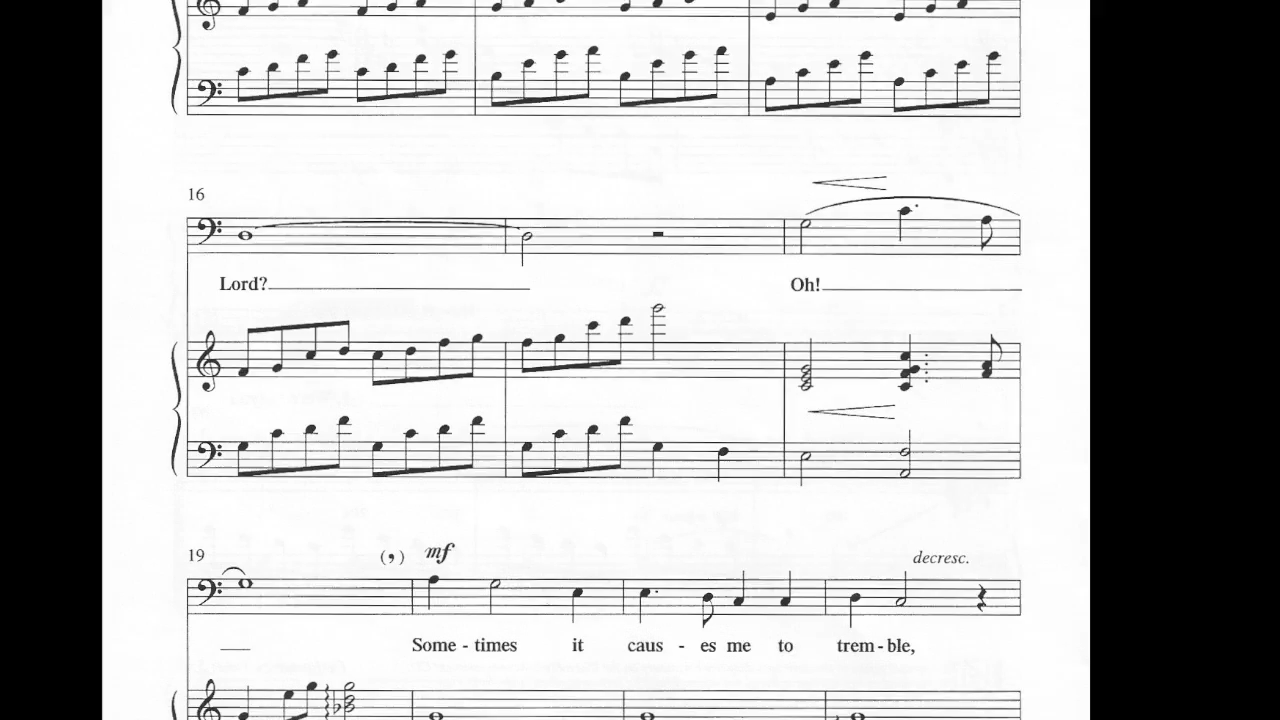 16
Lord?
Oh!
19
(,) mf
decresc.
Some - times it caus - es me to trem - ble,